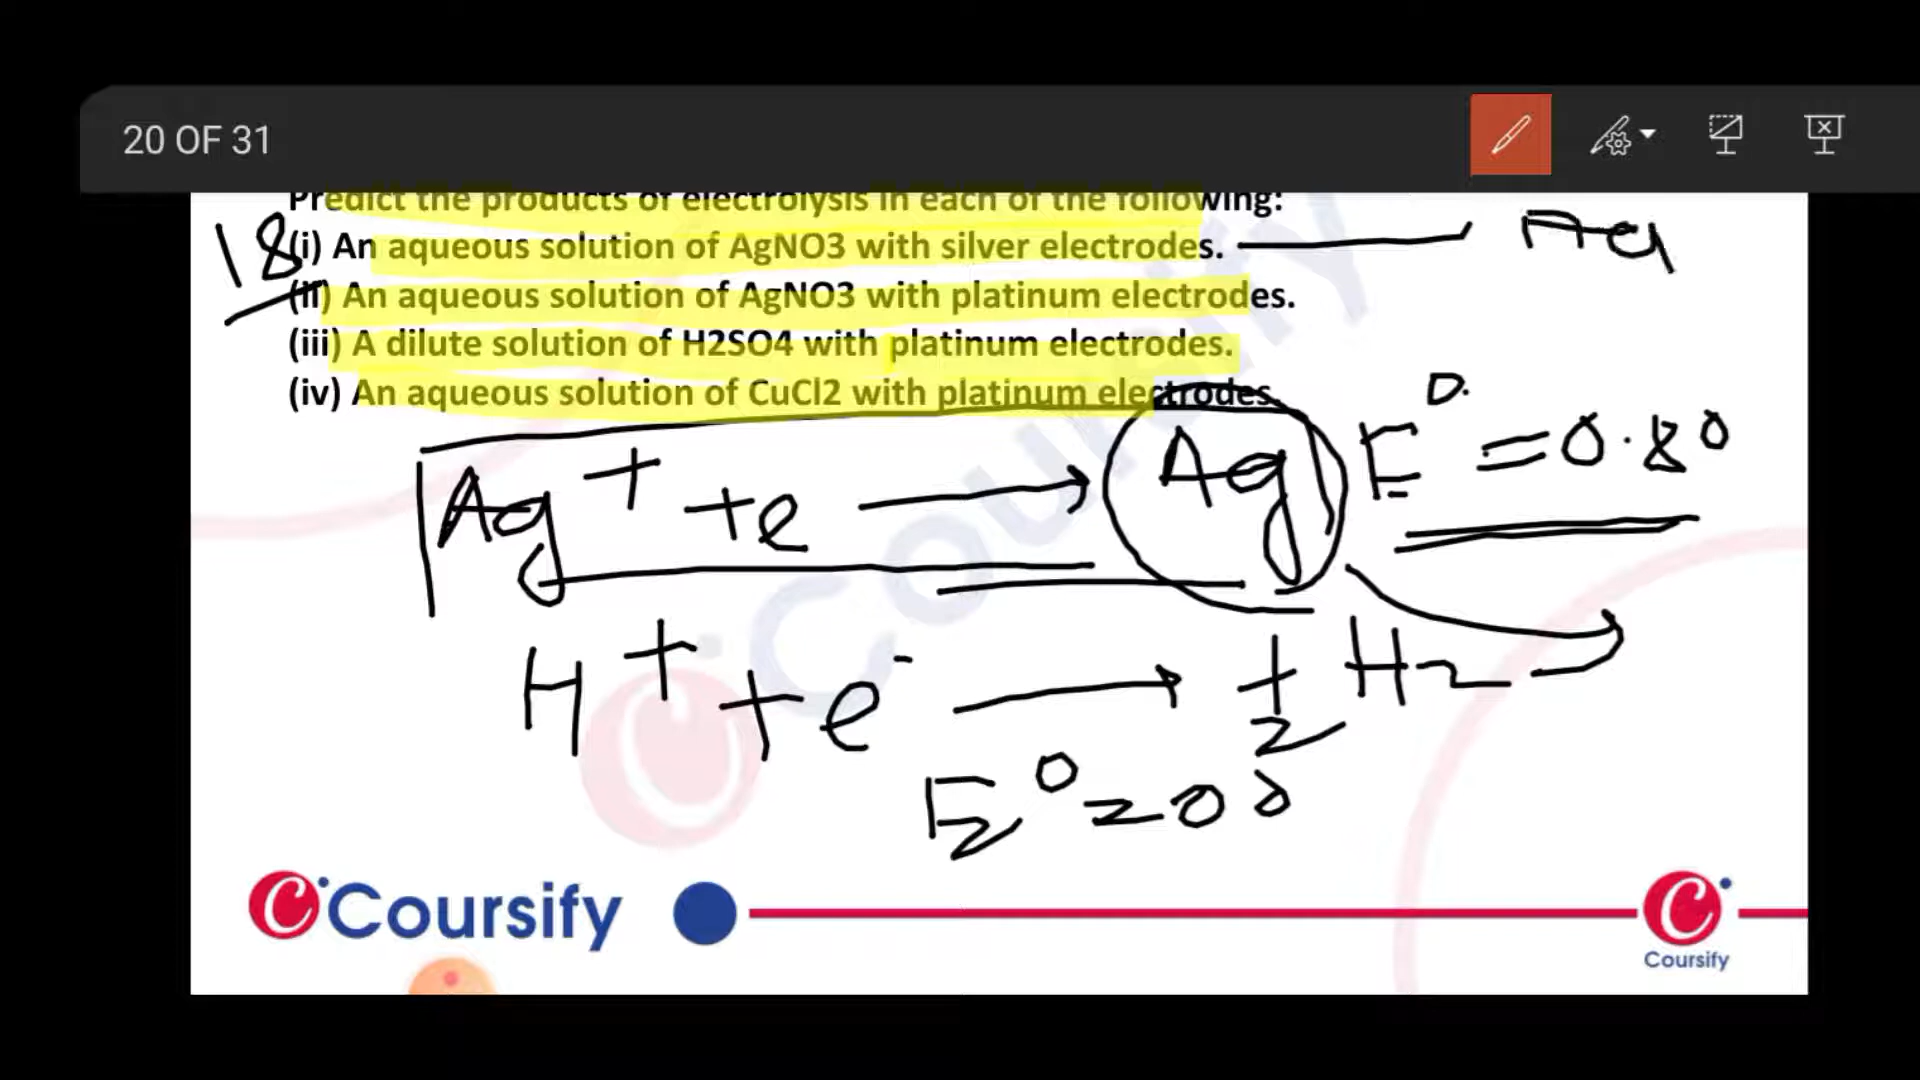 20 OF 31
Predict the products of electrolysis in each of the following:
18 (i) An aqueous solution of AgNO3 with silver electrodes. Ag
(ii) An aqueous solution of AgNO3 with platinum electrodes.
(iii) A dilute solution of H2SO4 with platinum electrodes.
(iv) An aqueous solution of CuCl2 with platinum electrodes.
Ag+ + e → Ag E0 = 0.80
H+ + e- → 1/2 H2
Coursify
Coursify
Coursify